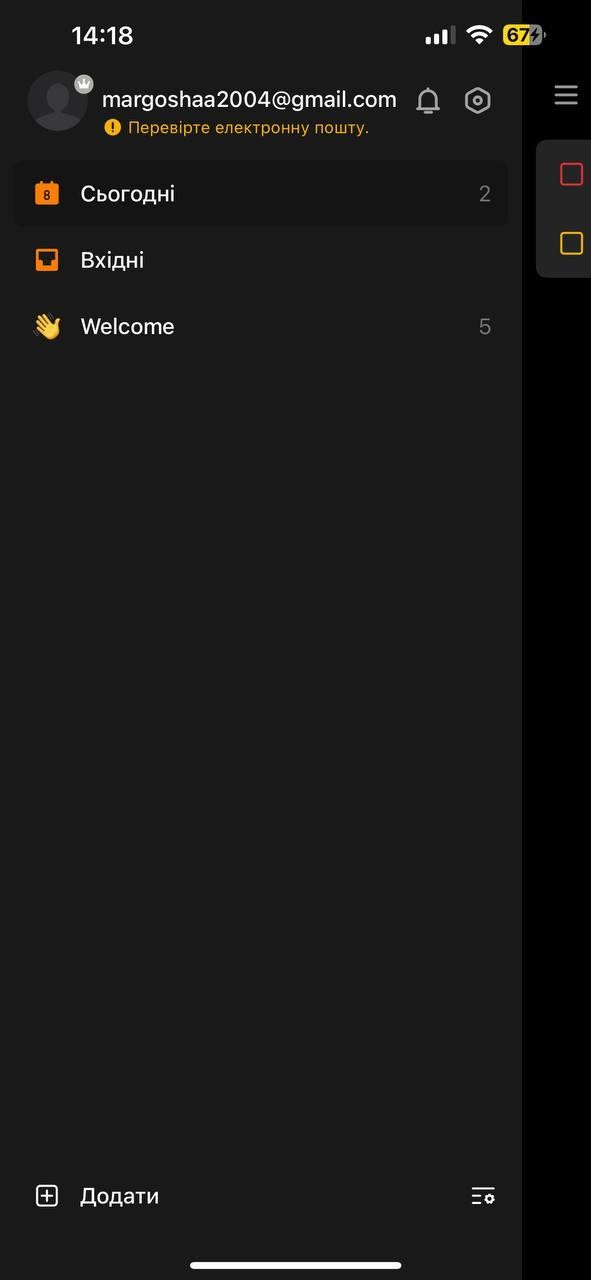 14:18
67
margoshaa2004@gmail.com
Перевірте електронну пошту.
8 Сьогодні 2
Вхідні
Welcome 5
Додати